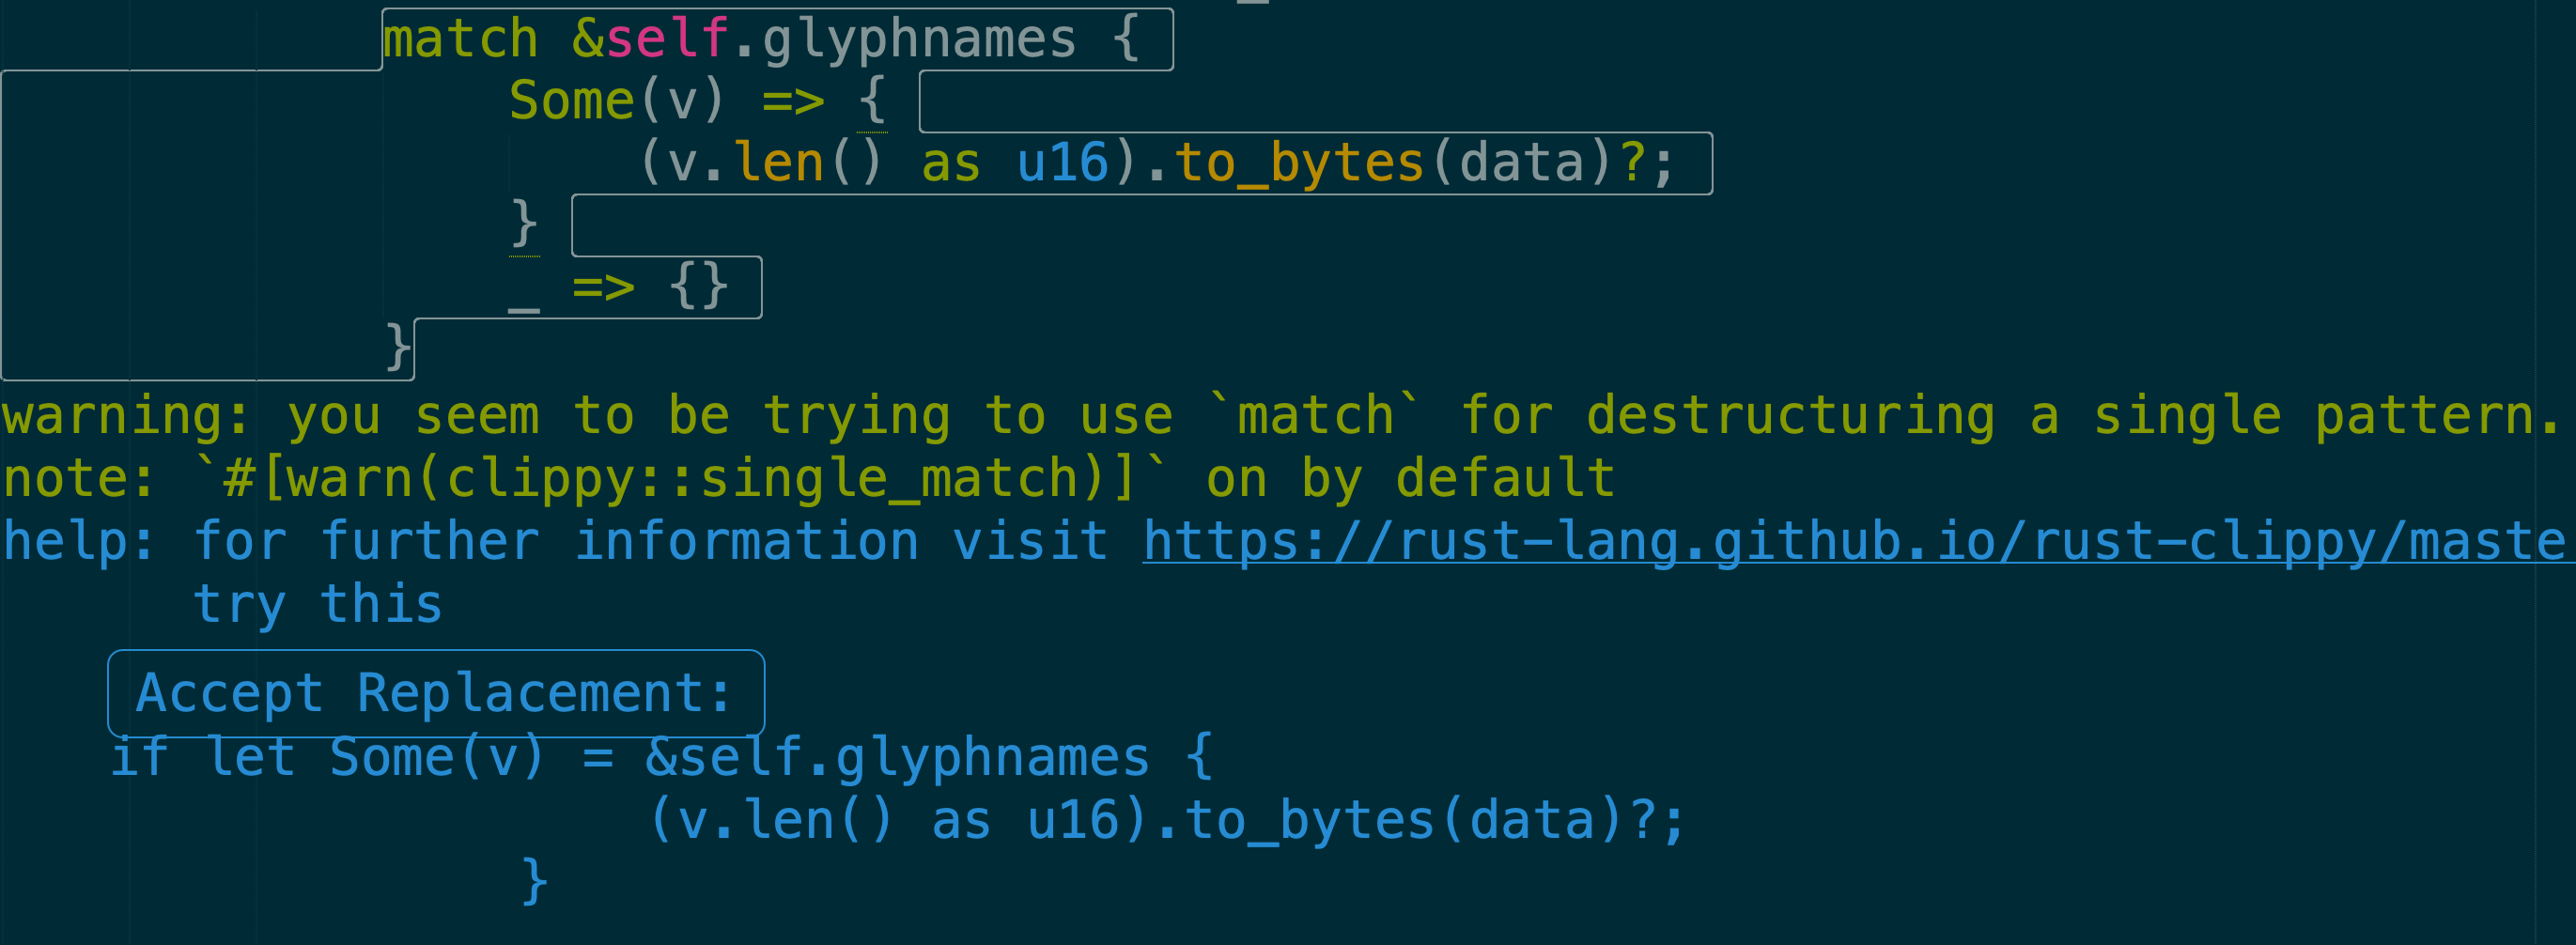 match &self.glyphnames {
Some(v) => {
(v.len() as u16).to_bytes(data)?;
}
_ => {}
}
warning: you seem to be trying to use `match` for destructuring a single pattern.
note: `#[warn(clippy::single_match)]` on by default
help: for further information visit https://rust-lang.github.io/rust-clippy/maste
try this
Accept Replacement:
if let Some(v) = &self.glyphnames {
(v.len() as u16).to_bytes(data)?;
}